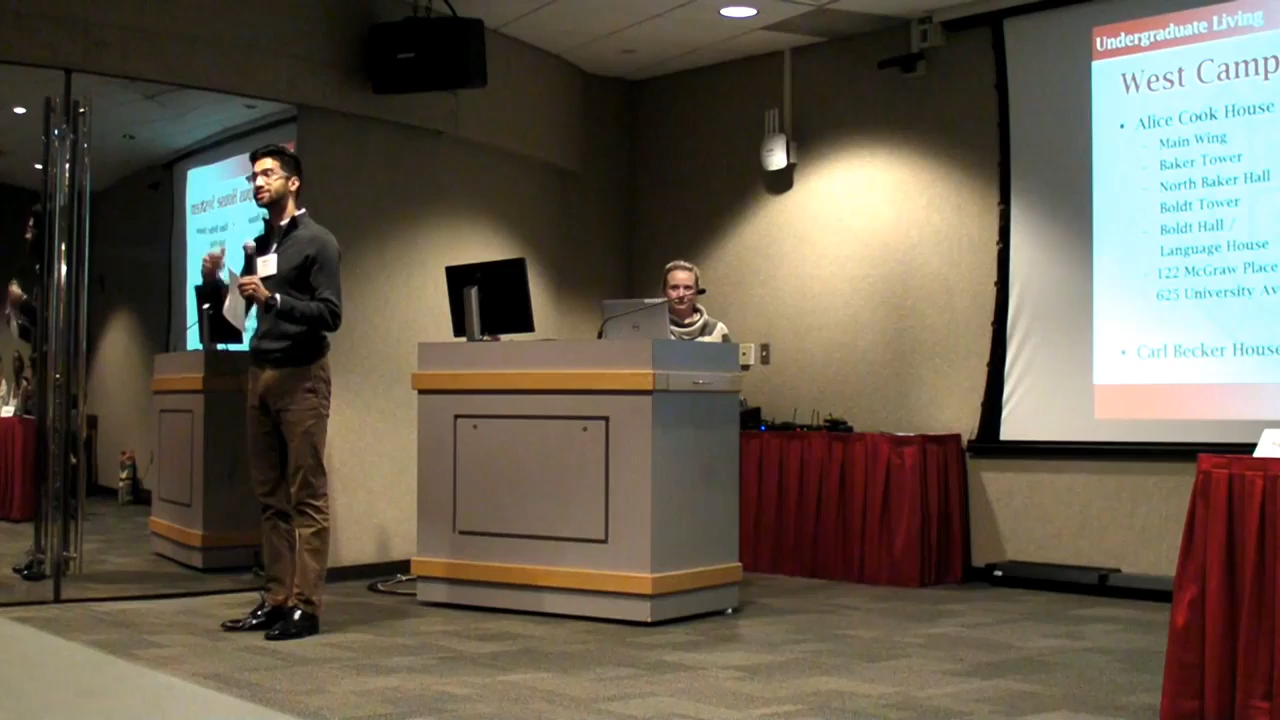 Undergraduate Living
West Camp
• Alice Cook House
– Main Wing
– Baker Tower
– North Baker Hall
– Boldt Tower
– Boldt Hall /
Language House
– 122 McGraw Place
– 625 University Av
• Carl Becker House
DELL